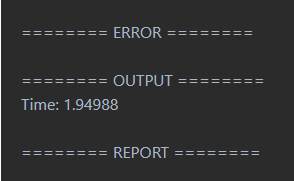 ======== ERROR ========
======== OUTPUT ========
Time: 1.94988
======== REPORT ========